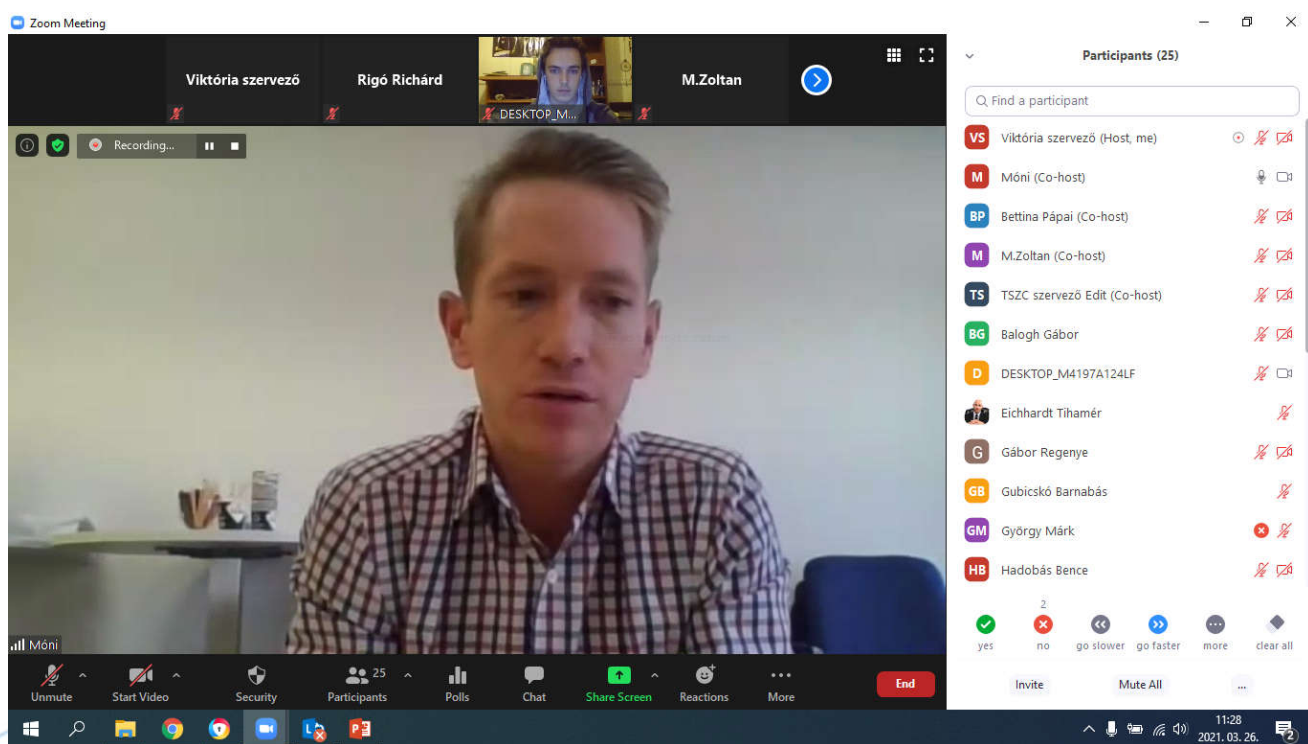 Zoom Meeting
Viktória szervező
Rigó Richárd
DESKTOP_M...
M.Zoltan
Recording...
Móni
Unmute
Start Video
Security
25
Participants
Polls
Chat
Share Screen
Reactions
More
End
Participants (25)
Find a participant
VS Viktória szervező (Host, me)
M Móni (Co-host)
BP Bettina Pápai (Co-host)
M M.Zoltan (Co-host)
TS TSZC szervező Edit (Co-host)
BG Balogh Gábor
D DESKTOP_M4197A124LF
Eichhardt Tihamér
G Gábor Regenye
GB Gubicskó Barnabás
GM György Márk
HB Hadobás Bence
2
yes
no
go slower
go faster
more
clear all
Invite
Mute All
...
11:28
2021. 03. 26.
2